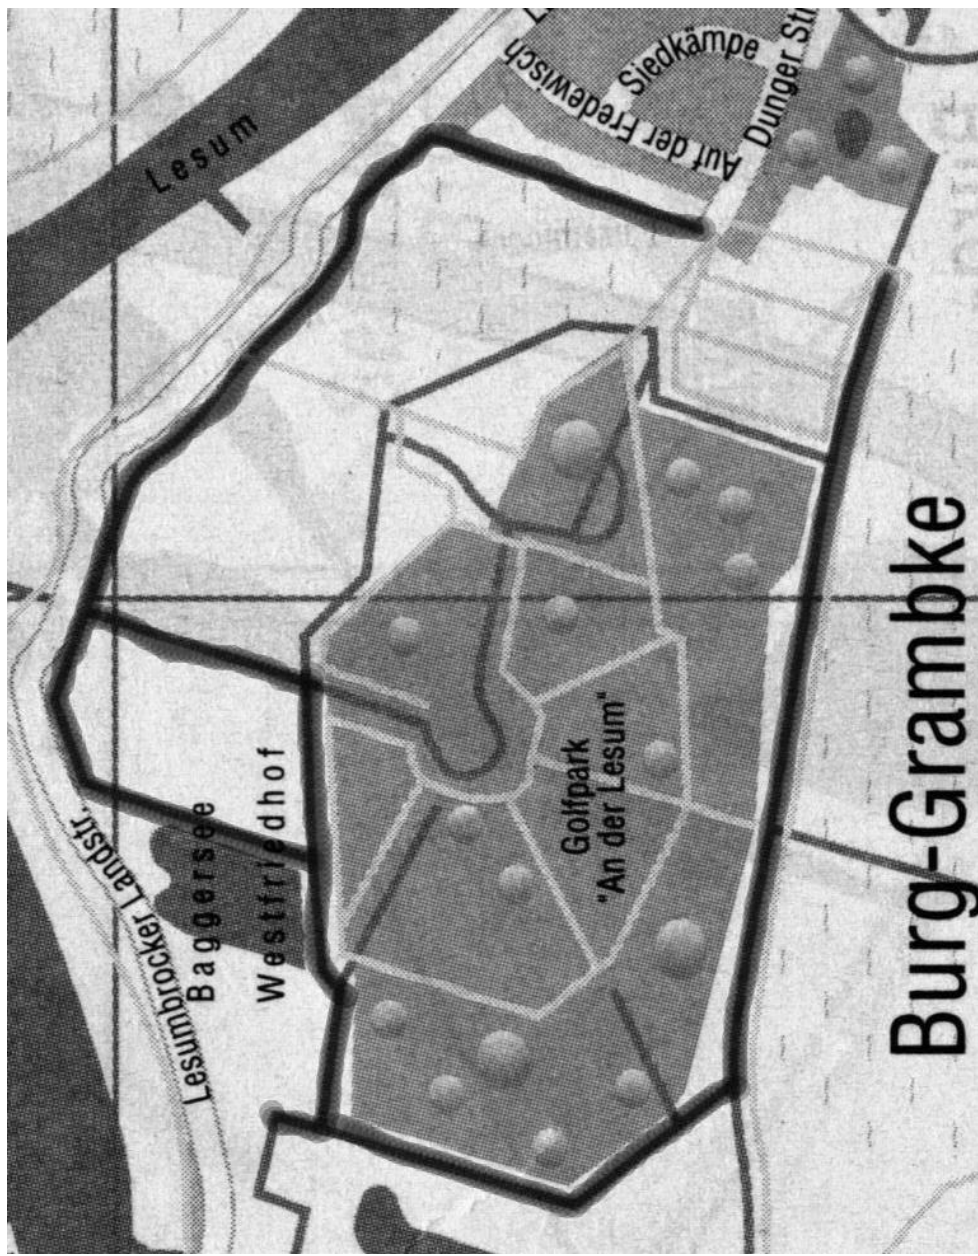 L
Auf der Fredewisch
Siedkämpe
Dunger Str
Lesum
Golfpark
"An der Lesum"
Burg-Grambke
Baggersee
Westfriedhof
Lesumbrocker Landstr.